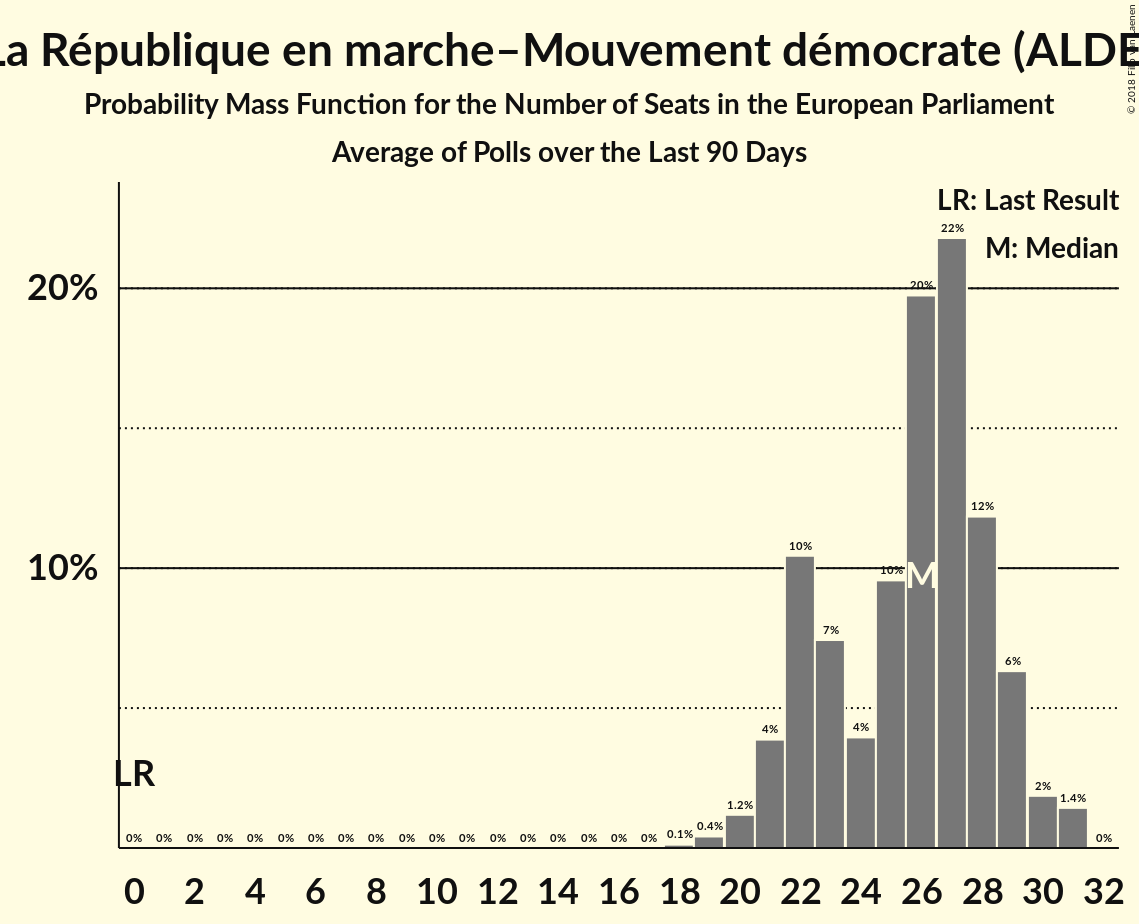 La République en marche–Mouvement démocrate (ALDE
Probability Mass Function for the Number of Seats in the European Parliament
Average of Polls over the Last 90 Days
© 2018 Filip van Laenen
LR: Last Result
M: Median
20%
10%
LR
M
0% 0% 0% 0% 0% 0% 0% 0% 0% 0% 0% 0% 0% 0% 0% 0% 0% 0% 0.1% 0.4% 1.2% 4% 10% 7% 4% 10% 20% 22% 12% 6% 2% 1.4% 0%
0 2 4 6 8 10 12 14 16 18 20 22 24 26 28 30 32